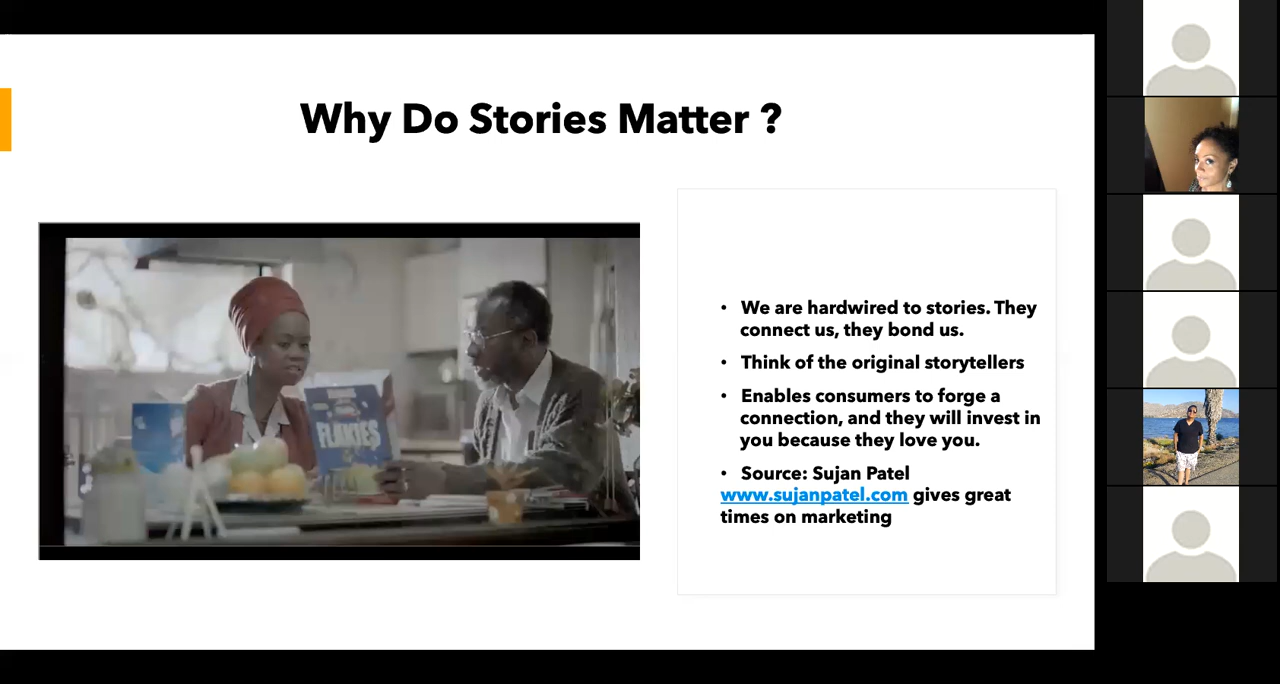 Why Do Stories Matter ?
FLAKIES
• We are hardwired to stories. They
connect us, they bond us.
• Think of the original storytellers
• Enables consumers to forge a
connection, and they will invest in
you because they love you.
• Source: Sujan Patel
www.sujanpatel.com gives great
times on marketing